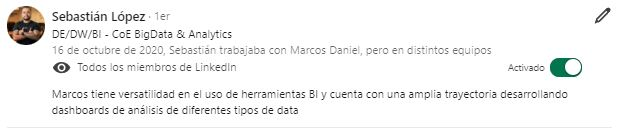 Sebastián López · 1er
DE/DW/BI - CoE BigData & Analytics
16 de octubre de 2020, Sebastián trabajaba con Marcos Daniel, pero en distintos equipos
Todos los miembros de LinkedIn
Activado
Marcos tiene versatilidad en el uso de herramientas BI y cuenta con una amplia trayectoria desarrollando
dashboards de análisis de diferentes tipos de data